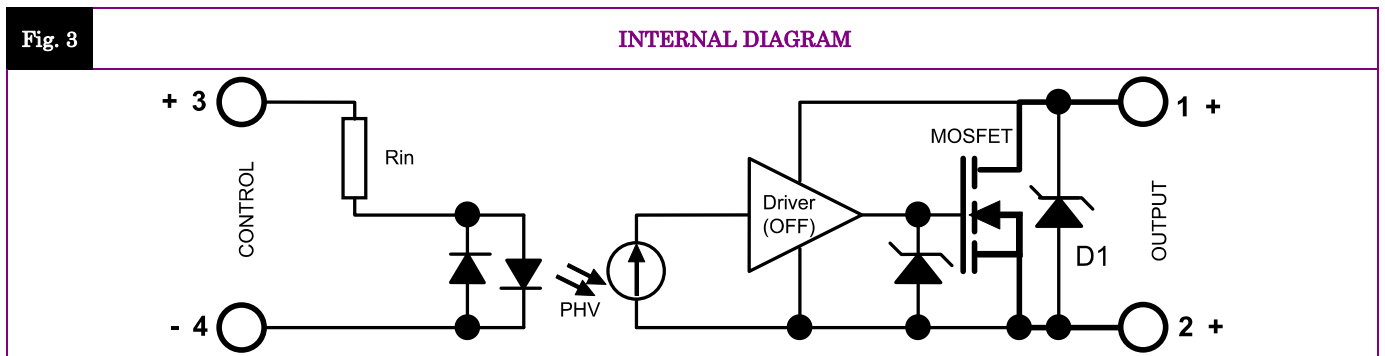 Fig. 3
INTERNAL DIAGRAM
+ 3
CONTROL
- 4
Rin
PHV
Driver
(OFF)
MOSFET
D1
1 +
OUTPUT
2 +